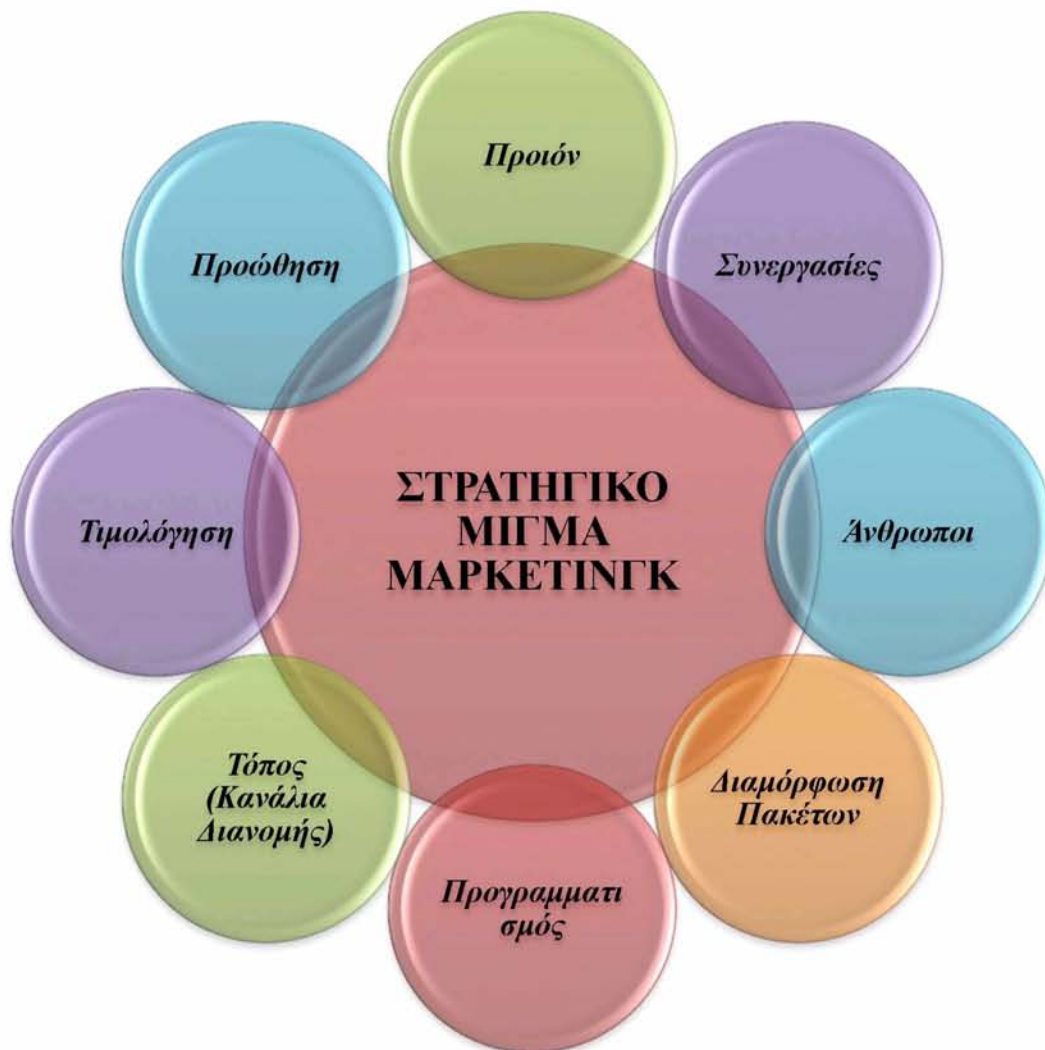 Προιόν
Συνεργασίες
Άνθρωποι
Διαμόρφωση
Πακέτων
Προγραμματι
σμός
Τόπος
(Κανάλια
Διανομής)
Τιμολόγηση
Προώθηση
ΣΤΡΑΤΗΓΙΚΟ
ΜΙΓΜΑ
ΜΑΡΚΕΤΙΝΓΚ